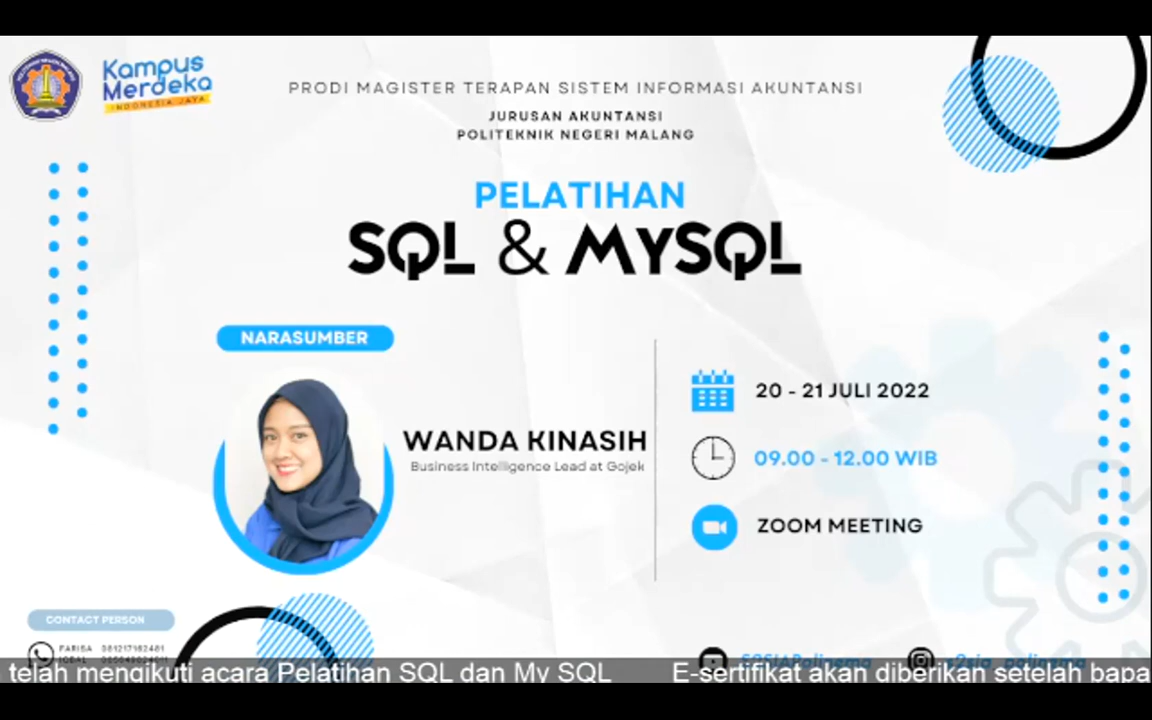 Kampus
Merdeka
INDONESIA JAYA
PRODI MAGISTER TERAPAN SISTEM INFORMASI AKUNTANSI
JURUSAN AKUNTANSI
POLITEKNIK NEGERI MALANG
PELATIHAN
SQL & MYSQL
NARASUMBER
WANDA KINASIH
Business Intelligence Lead at Gojek
20 - 21 JULI 2022
09.00 - 12.00 WIB
ZOOM MEETING
CONTACT PERSON
FARISA
telah mengikuti acara Pelatihan SQL dan My SQL E-sertifikat akan diberikan setelah bapa